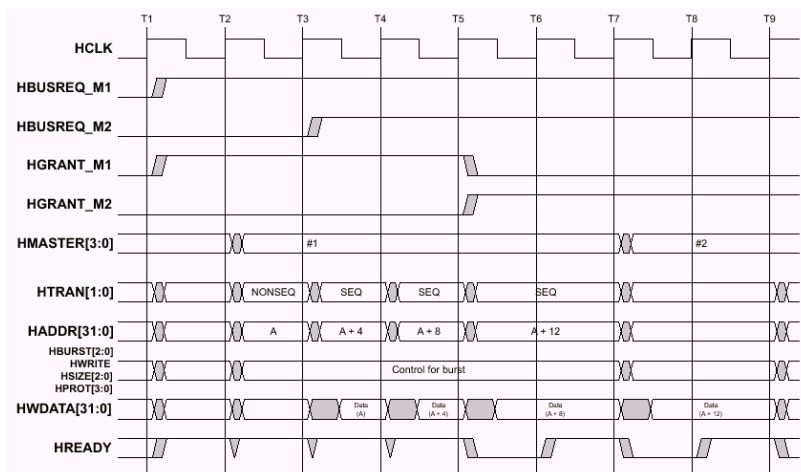 T1 T2 T3 T4 T5 T6 T7 T8 T9
HCLK
HBUSREQ_M1
HBUSREQ_M2
HGRANT_M1
HGRANT_M2
HMASTER[3:0] #1 #2
HTRAN[1:0] NONSEQ SEQ SEQ SEQ
HADDR[31:0] A A + 4 A + 8 A + 12
HBURST[2:0]
HWRITE
HSIZE[2:0]
HPROT[3:0]
Control for burst
HWDATA[31:0] Data (A) Data (A + 4) Data (A + 8) Data (A + 12)
HREADY